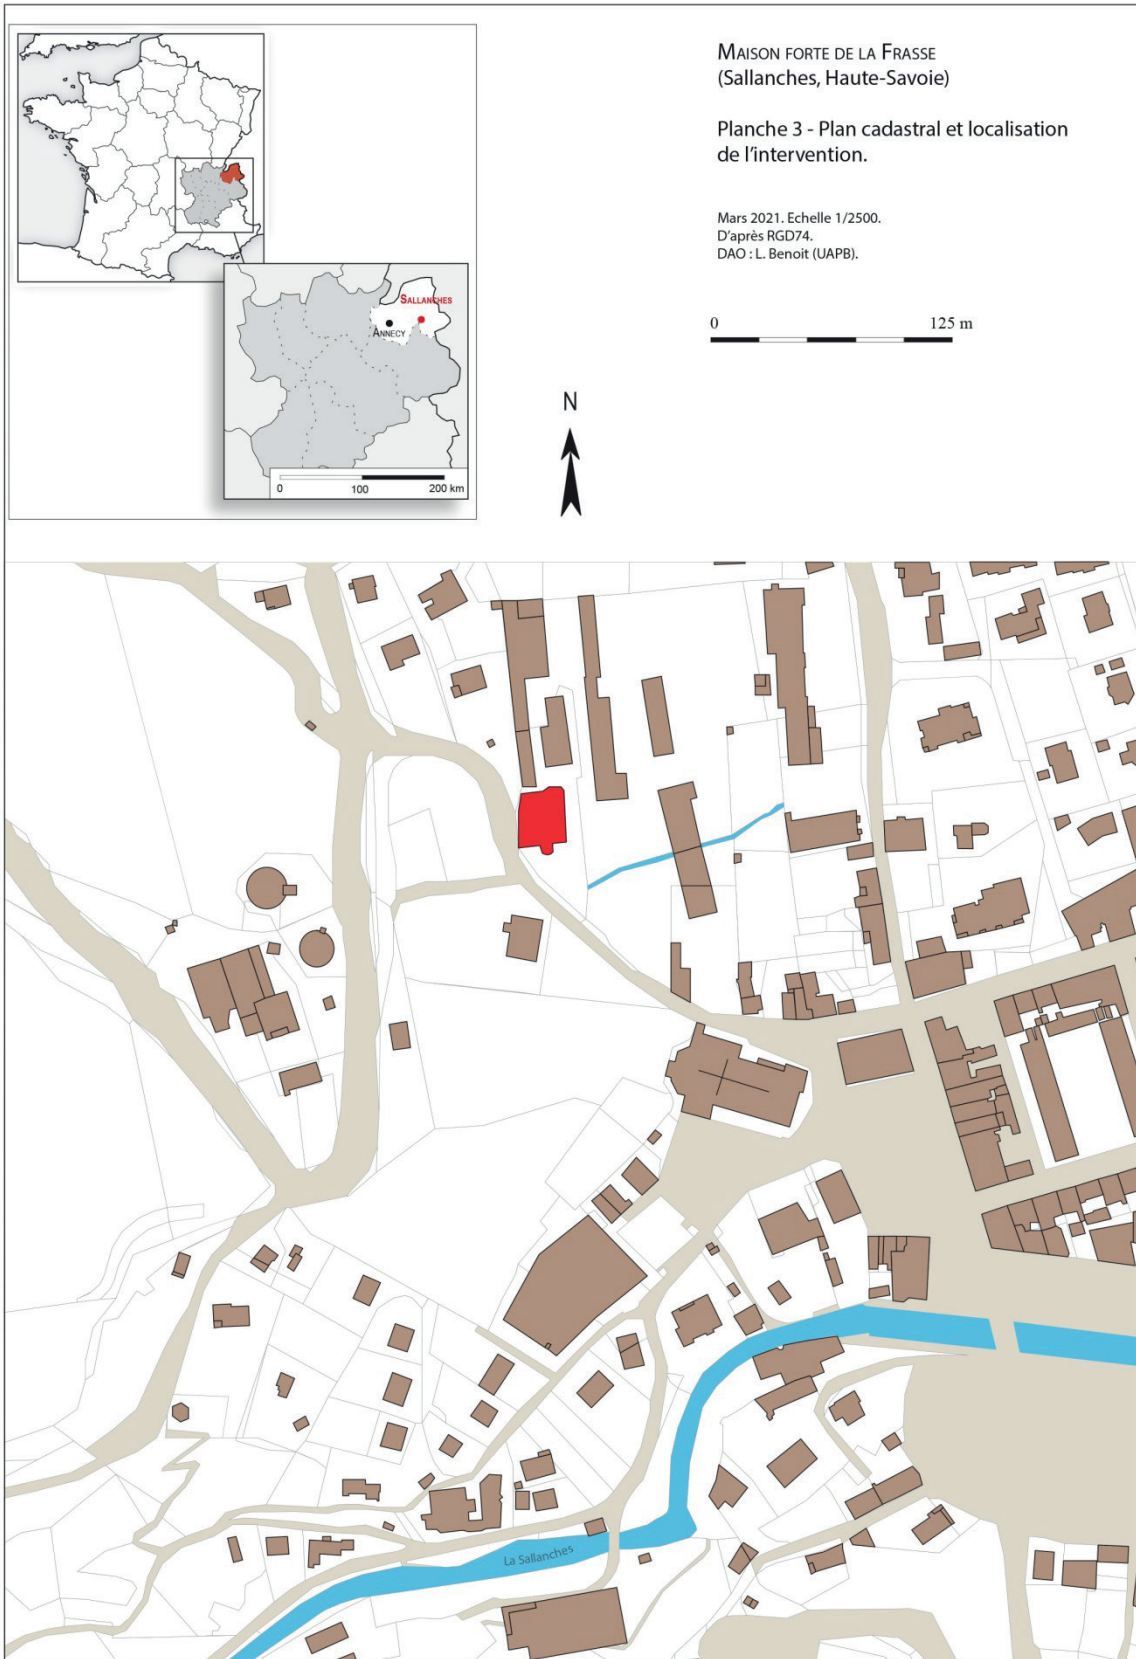 MAISON FORTE DE LA FRASSE
(Sallanches, Haute-Savoie)
Planche 3 - Plan cadastral et localisation
de l'intervention.
Mars 2021. Echelle 1/2500.
D'après RGD74.
DAO : L. Benoit (UAPB).
0 125 m
SALLANCHES
ANNECY
0 100 200 km
N
La Sallanches